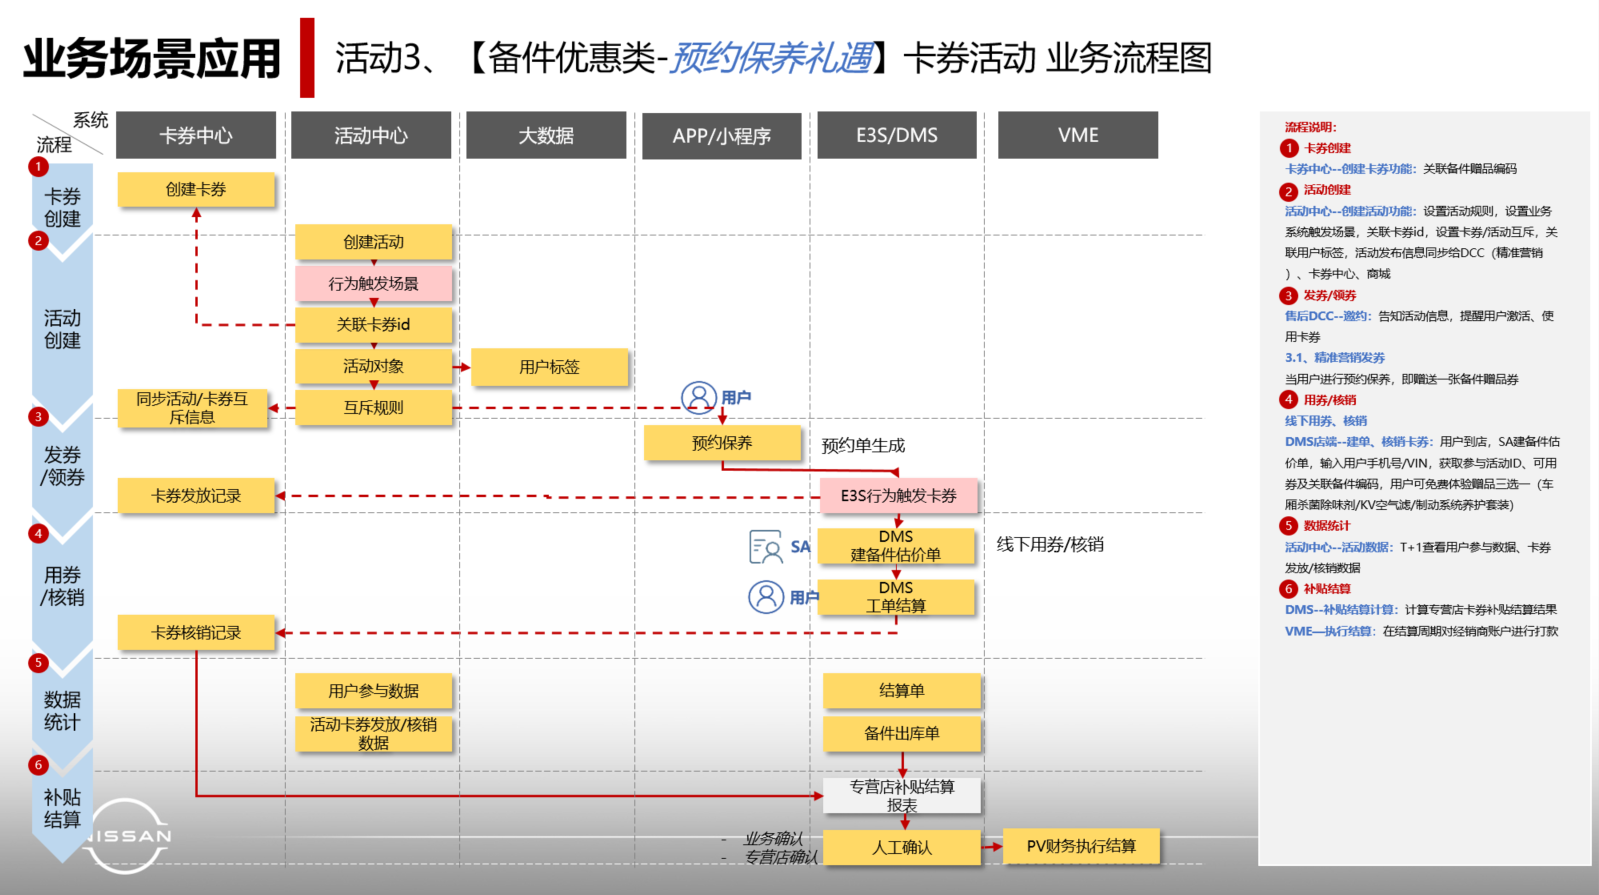 业务场景应用
活动3、【备件优惠类-预约保养礼遇】卡券活动 业务流程图
系统
流程
卡券中心
活动中心
大数据
APP/小程序
E3S/DMS
VME
1
卡券
创建
创建卡券
2
活动
创建
创建活动
行为触发场景
关联卡券id
活动对象
用户标签
同步活动/卡券互
斥信息
互斥规则
用户
3
发券
/领券
预约保养
预约单生成
卡券发放记录
E3S行为触发卡券
4
用券
/核销
SA
DMS
建备件估价单
线下用券/核销
用户
DMS
工单结算
卡券核销记录
5
数据
统计
用户参与数据
结算单
活动卡券发放/核销
数据
备件出库单
6
补贴
结算
专营店补贴结算
报表
- 业务确认
- 专营店确认
人工确认
PV财务执行结算
NISSAN
流程说明：
1 卡券创建
卡券中心--创建卡券功能：关联备件赠品编码
2 活动创建
活动中心--创建活动功能：设置活动规则，设置业务
系统触发场景，关联卡券id，设置卡券/活动互斥，关
联用户标签，活动发布信息同步给DCC（精准营销
）、卡券中心、商城
3 发券/领券
售后DCC--邀约：告知活动信息，提醒用户激活、使
用卡券
3.1、精准营销发券
当用户进行预约保养，即赠送一张备件赠品券
4 用券/核销
线下用券、核销
DMS店端--建单、核销卡券：用户到店，SA建备件估
价单，输入用户手机号/VIN，获取参与活动ID、可用
券及关联备件编码，用户可免费体验赠品三选一（车
厢杀菌除味剂/KV空气滤/制动系统养护套装）
5 数据统计
活动中心--活动数据：T+1查看用户参与数据、卡券
发放/核销数据
6 补贴结算
DMS--补贴结算计算：计算专营店卡券补贴结算结果
VME—执行结算：在结算周期对经销商账户进行打款